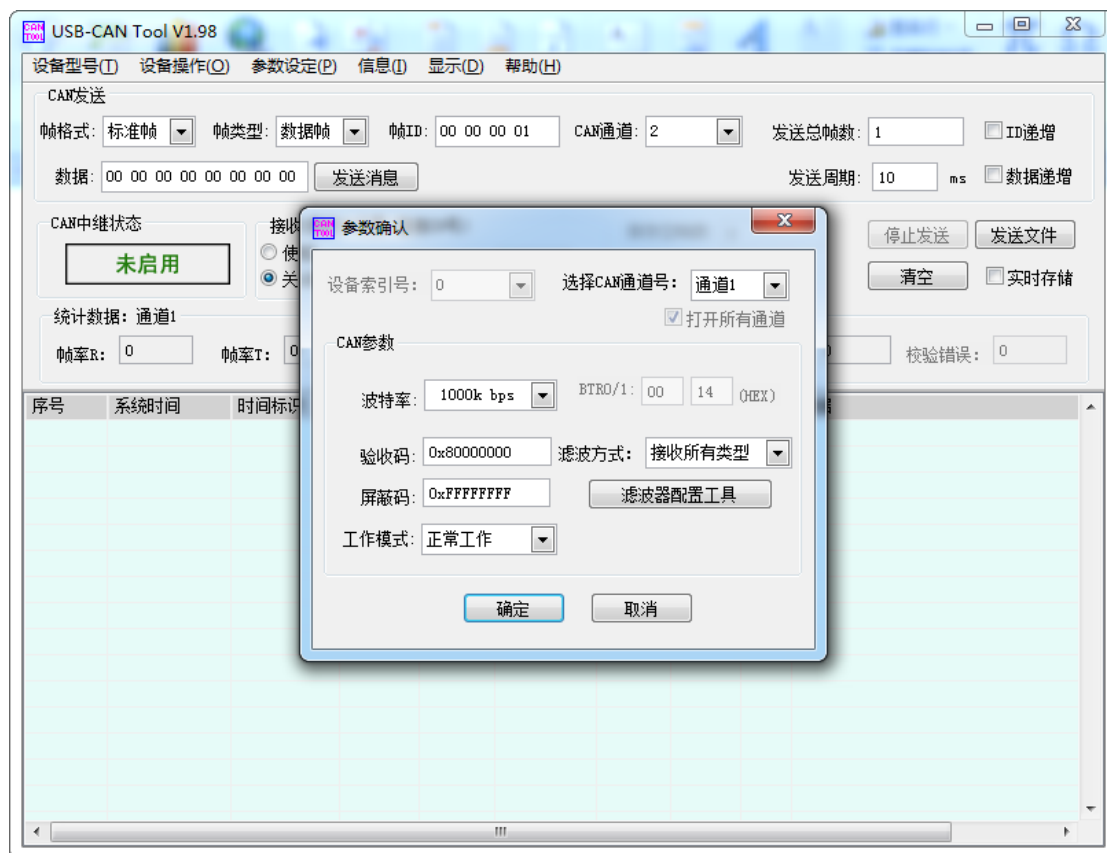 USB-CAN Tool V1.98
设备型号(T) 设备操作(O) 参数设定(P) 信息(I) 显示(D) 帮助(H)
CAN发送
帧格式: 标准帧 帧类型: 数据帧 帧ID: 00 00 00 01 CAN通道: 2 发送总帧数: 1 ID递增
数据: 00 00 00 00 00 00 00 00 发送消息 发送周期: 10 ms 数据递增
CAN中继状态 接收
未启用 使
关
停止发送 发送文件
清空 实时存储
统计数据: 通道1
帧率R: 0 帧率T: 0 校验错误: 0
序号 系统时间 时间标识
参数确认
设备索引号: 0 选择CAN通道号: 通道1
打开所有通道
CAN参数
波特率: 1000k bps BTR0/1: 00 14 (HEX)
验收码: 0x80000000 滤波方式: 接收所有类型
屏蔽码: 0xFFFFFFFF 滤波器配置工具
工作模式: 正常工作
确定 取消